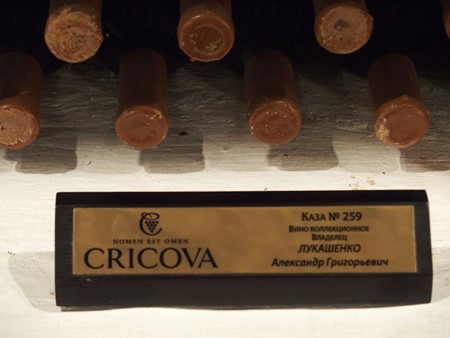 NOMEN EST OMEN
CRICOVA
Каза № 259
Вино коллекционное
Владелец
ЛУКАШЕНКО
Александр Григорьевич